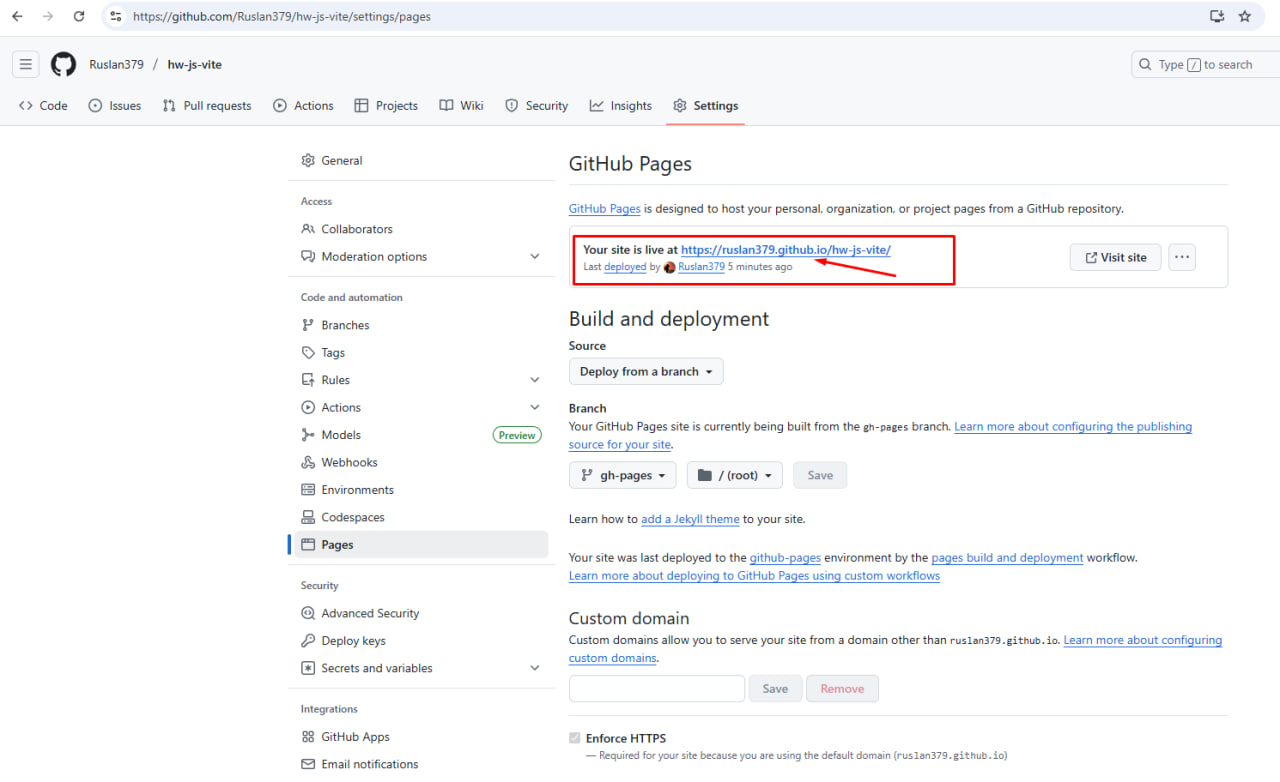 https://github.com/Ruslan379/hw-js-vite/settings/pages
Ruslan379 / hw-js-vite
Type / to search
Code
Issues
Pull requests
Actions
Projects
Wiki
Security
Insights
Settings
General
Access
Collaborators
Moderation options
Code and automation
Branches
Tags
Rules
Actions
Models Preview
Webhooks
Environments
Codespaces
Pages
Security
Advanced Security
Deploy keys
Secrets and variables
Integrations
GitHub Apps
Email notifications
GitHub Pages
GitHub Pages is designed to host your personal, organization, or project pages from a GitHub repository.
Your site is live at https://ruslan379.github.io/hw-js-vite/
Last deployed by Ruslan379 5 minutes ago
Visit site
Build and deployment
Source
Deploy from a branch
Branch
Your GitHub Pages site is currently being built from the gh-pages branch. Learn more about configuring the publishing
source for your site.
gh-pages / (root) Save
Learn how to add a Jekyll theme to your site.
Your site was last deployed to the github-pages environment by the pages build and deployment workflow.
Learn more about deploying to GitHub Pages using custom workflows
Custom domain
Custom domains allow you to serve your site from a domain other than ruslan379.github.io. Learn more about configuring
custom domains.
Save Remove
Enforce HTTPS
— Required for your site because you are using the default domain (ruslan379.github.io)